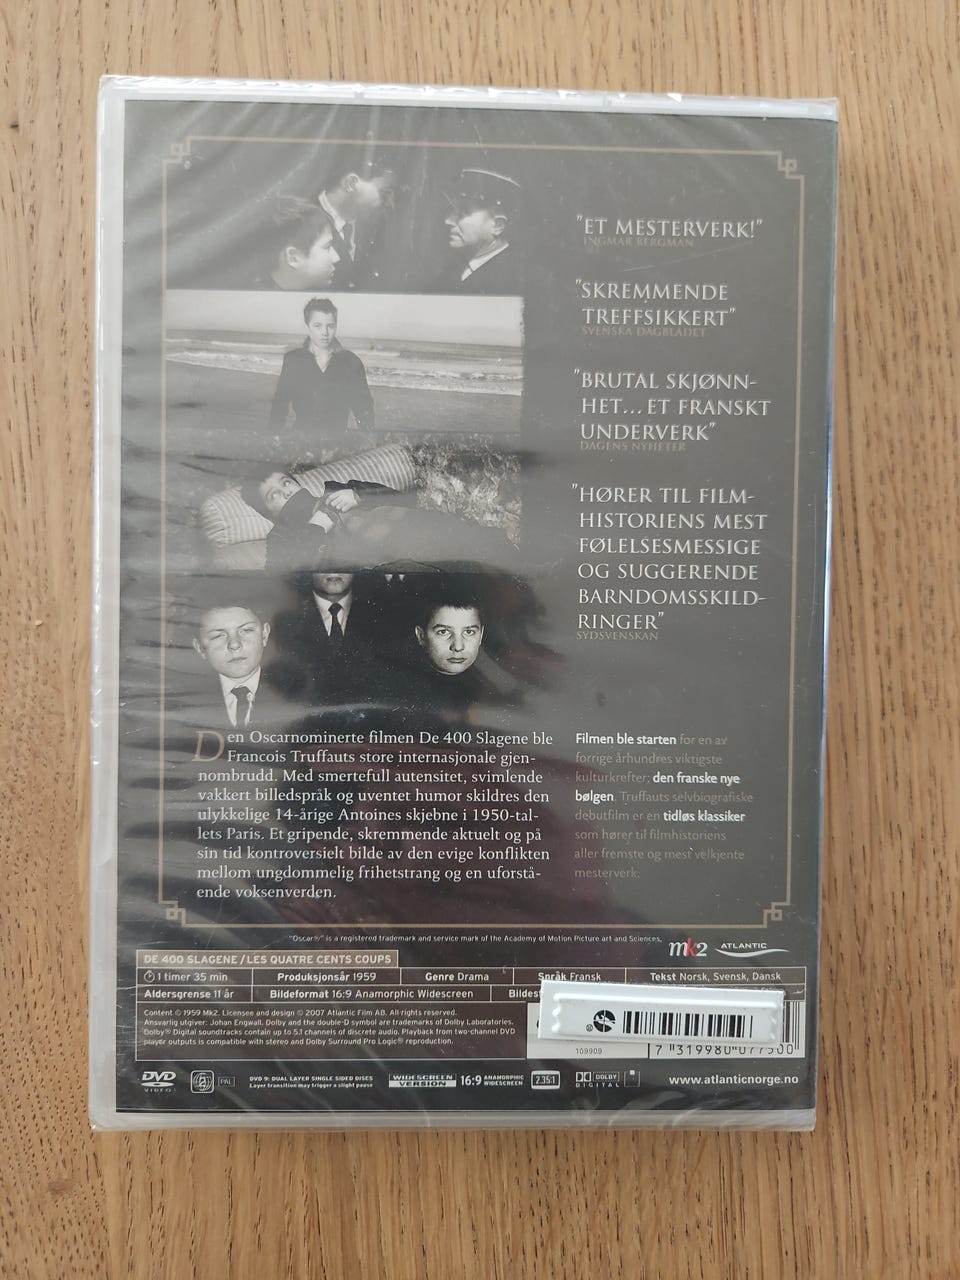 "ET MESTERVERK!"
INGMAR BERGMAN
"SKREMMENDE
TREFFSIKKERT"
SVENSKA DAGBLADET
"BRUTAL SKJØNN-
HET... ET FRANSKT
UNDERVERK"
DAGENS NYHETER
"HØRER TIL FILM-
HISTORIENS MEST
FØLELSESMESSIGE
OG SUGGERENDE
BARNDOMSSKILD-
RINGER"
SYDSVENSKAN
Den Oscarnominerte filmen De 400 Slagene ble
Francois Truffauts store internasjonale gjen-
nombrudd. Med smertefull autensitet, svimlende
vakkert billedspråk og uventet humor skildres den
ulykkelige 14-årige Antoines skjebne i 1950-tal-
lets Paris. Et gripende, skremmende aktuelt og på
sin tid kontroversielt bilde av den evige konflikten
mellom ungdommelig frihetstrang og en uforstå-
ende voksenverden.
Filmen ble starten for en av
forrige århundres viktigste
kulturkrefter; den franske nye
bølgen. Truffauts selvbiografiske
debutfilm er en tidløs klassiker
som hører til filmhistoriens
aller fremste og mest velkjente
mesterverk.
"Oscar®" is a registered trademark and service mark of the Academy of Motion Picture art and Sciences.
mk2 ATLANTIC
DE 400 SLAGENE / LES QUATRE CENTS COUPS
1 timer 35 min Produksjonsår 1959 Genre Drama Språk Fransk Tekst Norsk, Svensk, Dansk
Aldersgrense 11 år Bildeformat 16:9 Anamorphic Widescreen
Content © 1959 Mk2. Licensee and design © 2007 Atlantic Film AB. All rights reserved.
Ansvarlig utgiver: Johan Engwall. Dolby and the double-D symbol are trademarks of Dolby Laboratories.
Dolby® Digital soundtracks contain up to 5.1 channels of discrete audio. Playback from two-channel DVD
player outputs is compatible with stereo and Dolby Surround Pro Logic® reproduction.
109909
7 319980 077500
DVD VIDEO
2 PAL
DVD 9: DUAL LAYER SINGLE SIDED DISCS
Layer transition may trigger a slight pause
WIDESCREEN VERSION
16:9 ANAMORPHIC WIDESCREEN
2.35:1
DOLBY DIGITAL
www.atlanticnorge.no